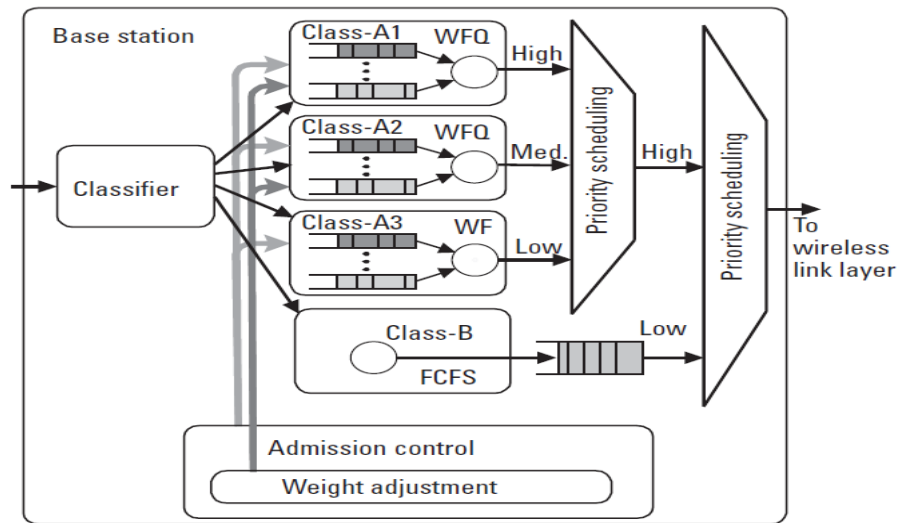 Base station
Class-A1
WFQ
High
Class-A2
WFQ
Med.
Class-A3
WF
Low
Classifier
Priority scheduling
High
Priority scheduling
To
wireless
link layer
Class-B
FCFS
Low
Admission control
Weight adjustment